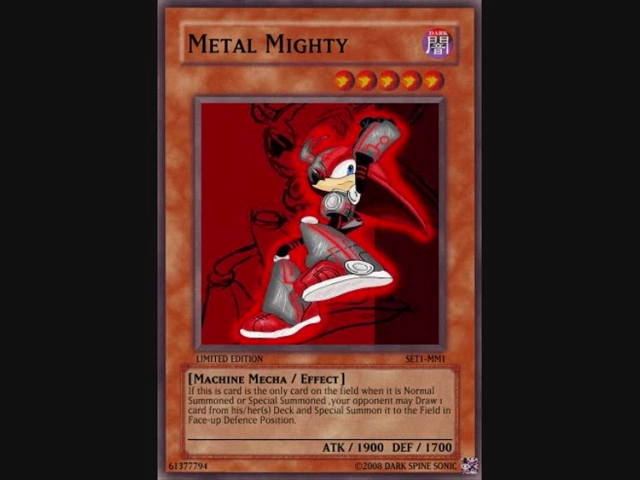 METAL MIGHTY
DARK
闇
LIMITED EDITION SET1-MM1
[MACHINE MECHA / EFFECT]
If this is card is the only card on the field when it is Normal
Summoned or Special Summoned ,your opponent may Draw 1
card from his/her(s) Deck and Special Summon it to the Field in
Face-up Defence Position.
ATK / 1900 DEF / 1700
61377794 ©2008 DARK SPINE SONIC